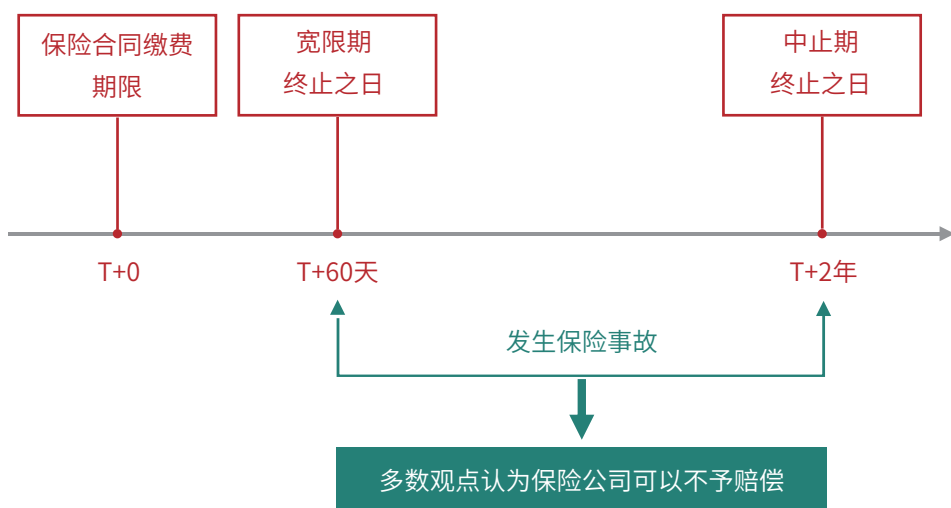 保险合同缴费
期限
宽限期
终止之日
中止期
终止之日
T+0
T+60天
T+2年
发生保险事故
多数观点认为保险公司可以不予赔偿